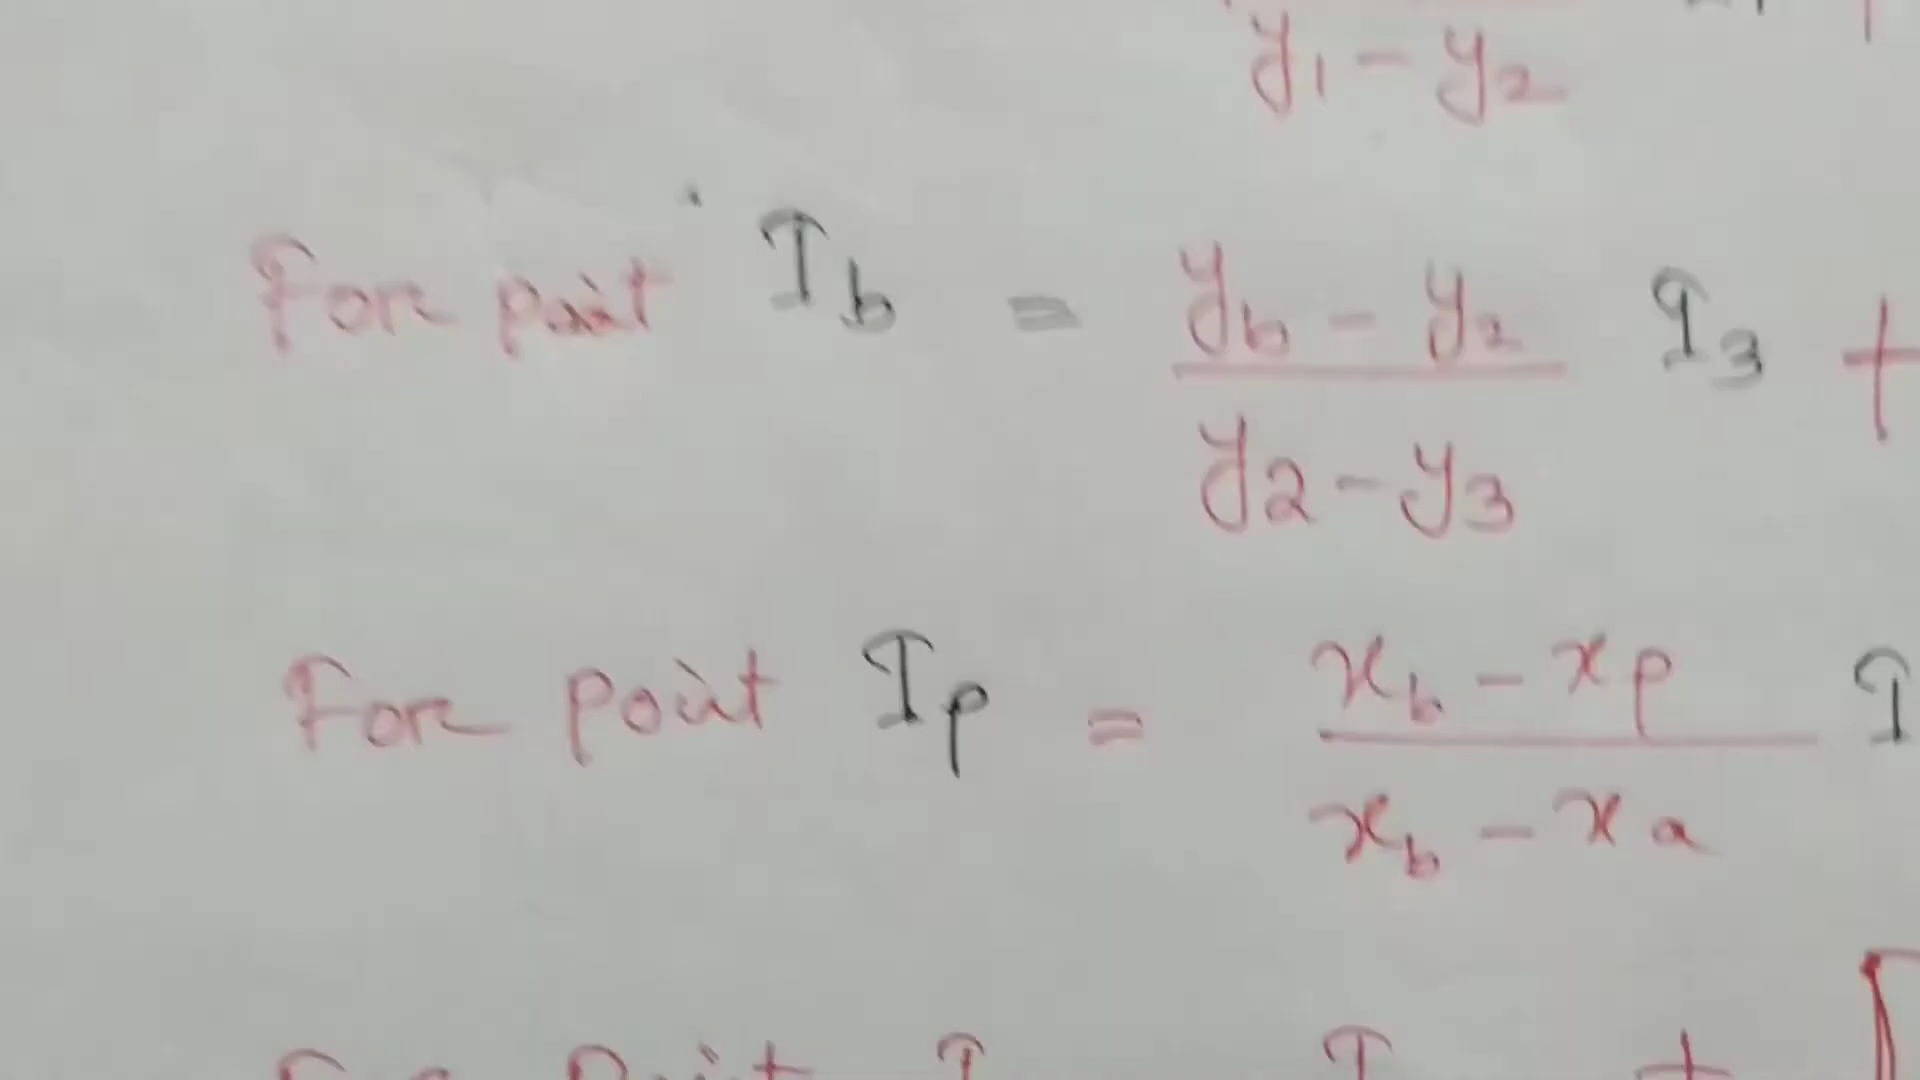 y1 - y2
For point Ib = yb - y2 / y2 - y3 I3 +
For point Ip = xb - xp / xb - xa I